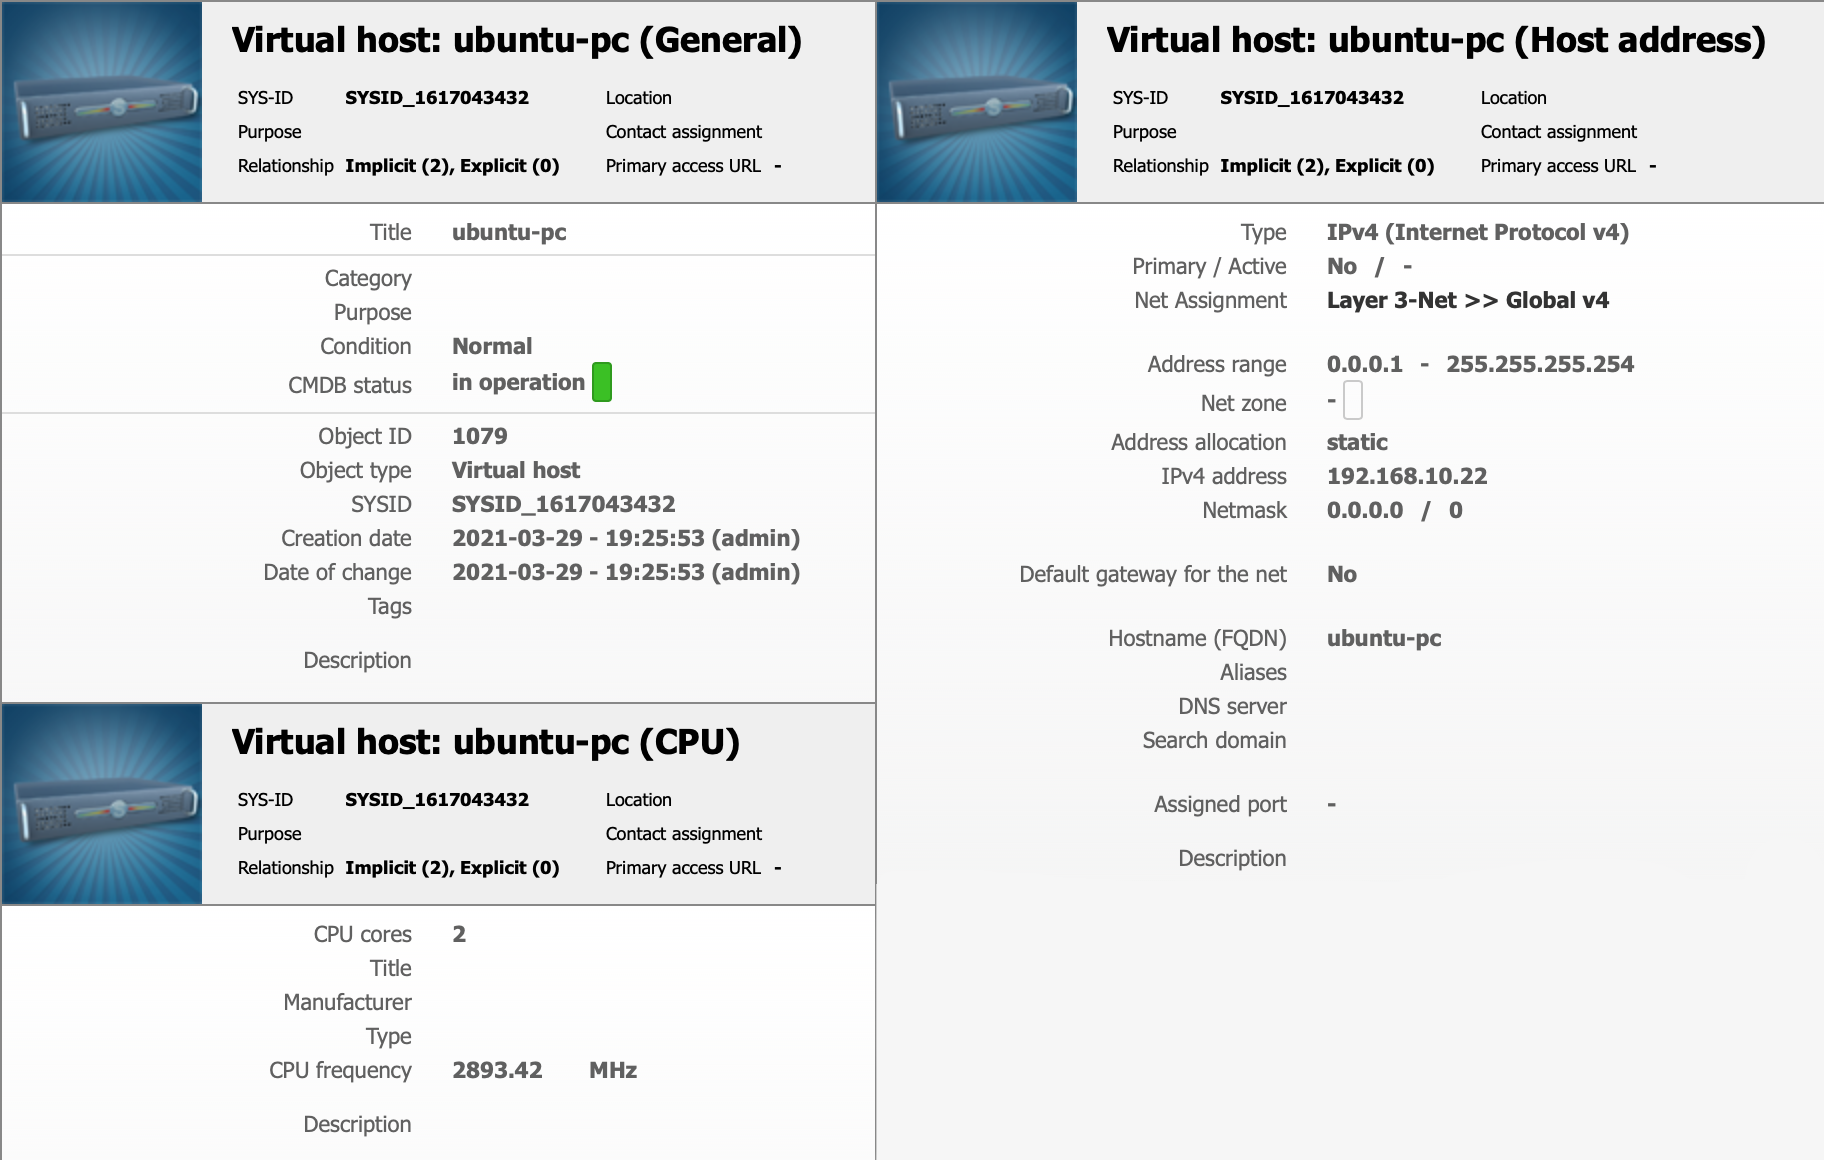 Virtual host: ubuntu-pc (General)
SYS-ID SYSID_1617043432 Location
Purpose Contact assignment
Relationship Implicit (2), Explicit (0) Primary access URL -
Title ubuntu-pc
Category
Purpose
Condition Normal
CMDB status in operation
Object ID 1079
Object type Virtual host
SYSID SYSID_1617043432
Creation date 2021-03-29 - 19:25:53 (admin)
Date of change 2021-03-29 - 19:25:53 (admin)
Tags
Description
Virtual host: ubuntu-pc (CPU)
SYS-ID SYSID_1617043432 Location
Purpose Contact assignment
Relationship Implicit (2), Explicit (0) Primary access URL -
CPU cores 2
Title
Manufacturer
Type
CPU frequency 2893.42 MHz
Description
Virtual host: ubuntu-pc (Host address)
SYS-ID SYSID_1617043432 Location
Purpose Contact assignment
Relationship Implicit (2), Explicit (0) Primary access URL -
Type IPv4 (Internet Protocol v4)
Primary / Active No / -
Net Assignment Layer 3-Net >> Global v4
Address range 0.0.0.1 - 255.255.255.254
Net zone -
Address allocation static
IPv4 address 192.168.10.22
Netmask 0.0.0.0 / 0
Default gateway for the net No
Hostname (FQDN) ubuntu-pc
Aliases
DNS server
Search domain
Assigned port -
Description